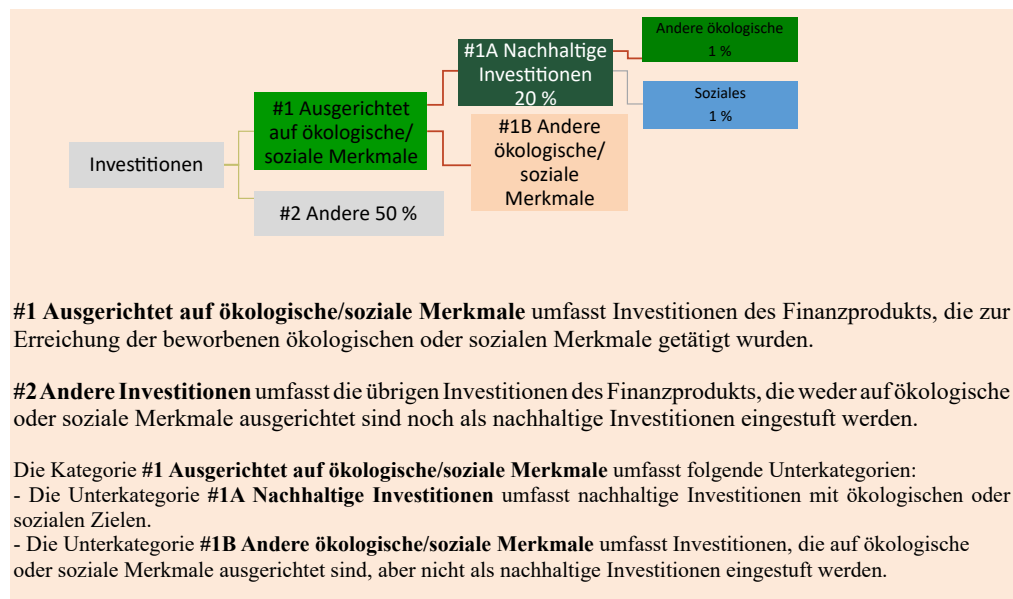 Andere ökologische
1 %
#1A Nachhaltige
Investitionen
20 %
Soziales
1 %
#1 Ausgerichtet
auf ökologische/
soziale Merkmale
#1B Andere
ökologische/
soziale
Merkmale
Investitionen
#2 Andere 50 %
#1 Ausgerichtet auf ökologische/soziale Merkmale umfasst Investitionen des Finanzprodukts, die zur
Erreichung der beworbenen ökologischen oder sozialen Merkmale getätigt wurden.
#2 Andere Investitionen umfasst die übrigen Investitionen des Finanzprodukts, die weder auf ökologische
oder soziale Merkmale ausgerichtet sind noch als nachhaltige Investitionen eingestuft werden.
Die Kategorie #1 Ausgerichtet auf ökologische/soziale Merkmale umfasst folgende Unterkategorien:
- Die Unterkategorie #1A Nachhaltige Investitionen umfasst nachhaltige Investitionen mit ökologischen oder
sozialen Zielen.
- Die Unterkategorie #1B Andere ökologische/soziale Merkmale umfasst Investitionen, die auf ökologische
oder soziale Merkmale ausgerichtet sind, aber nicht als nachhaltige Investitionen eingestuft werden.